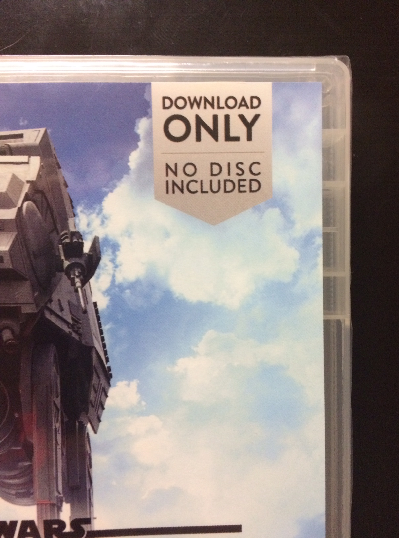 DOWNLOAD
ONLY
NO DISC
INCLUDED
WARS